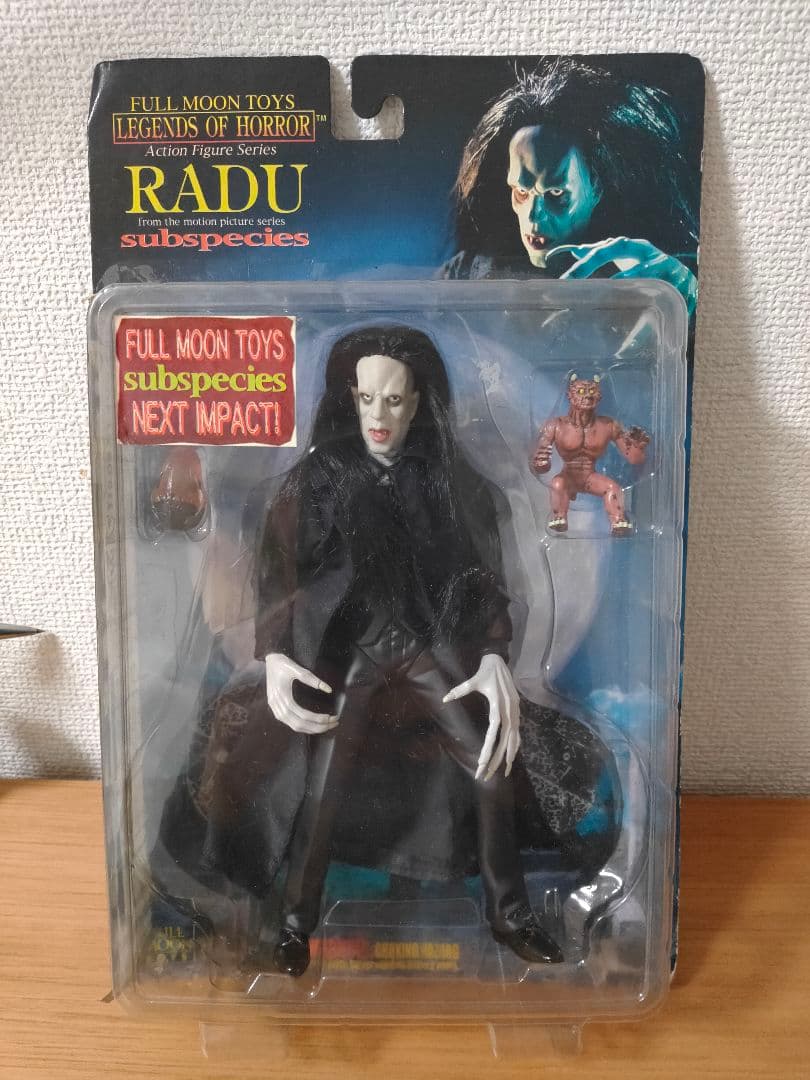 FULL MOON TOYS
LEGENDS OF HORROR™
Action Figure Series
RADU
from the motion picture series
subspecies
FULL MOON TOYS
subspecies
NEXT IMPACT!